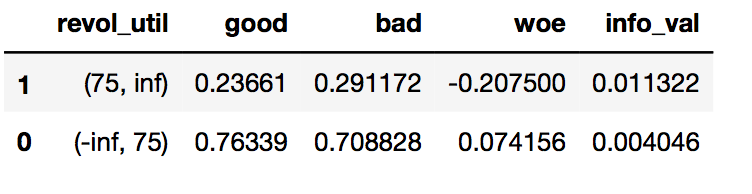 revol_util good bad woe info_val
1 (75, inf) 0.23661 0.291172 -0.207500 0.011322
0 (-inf, 75) 0.76339 0.708828 0.074156 0.004046